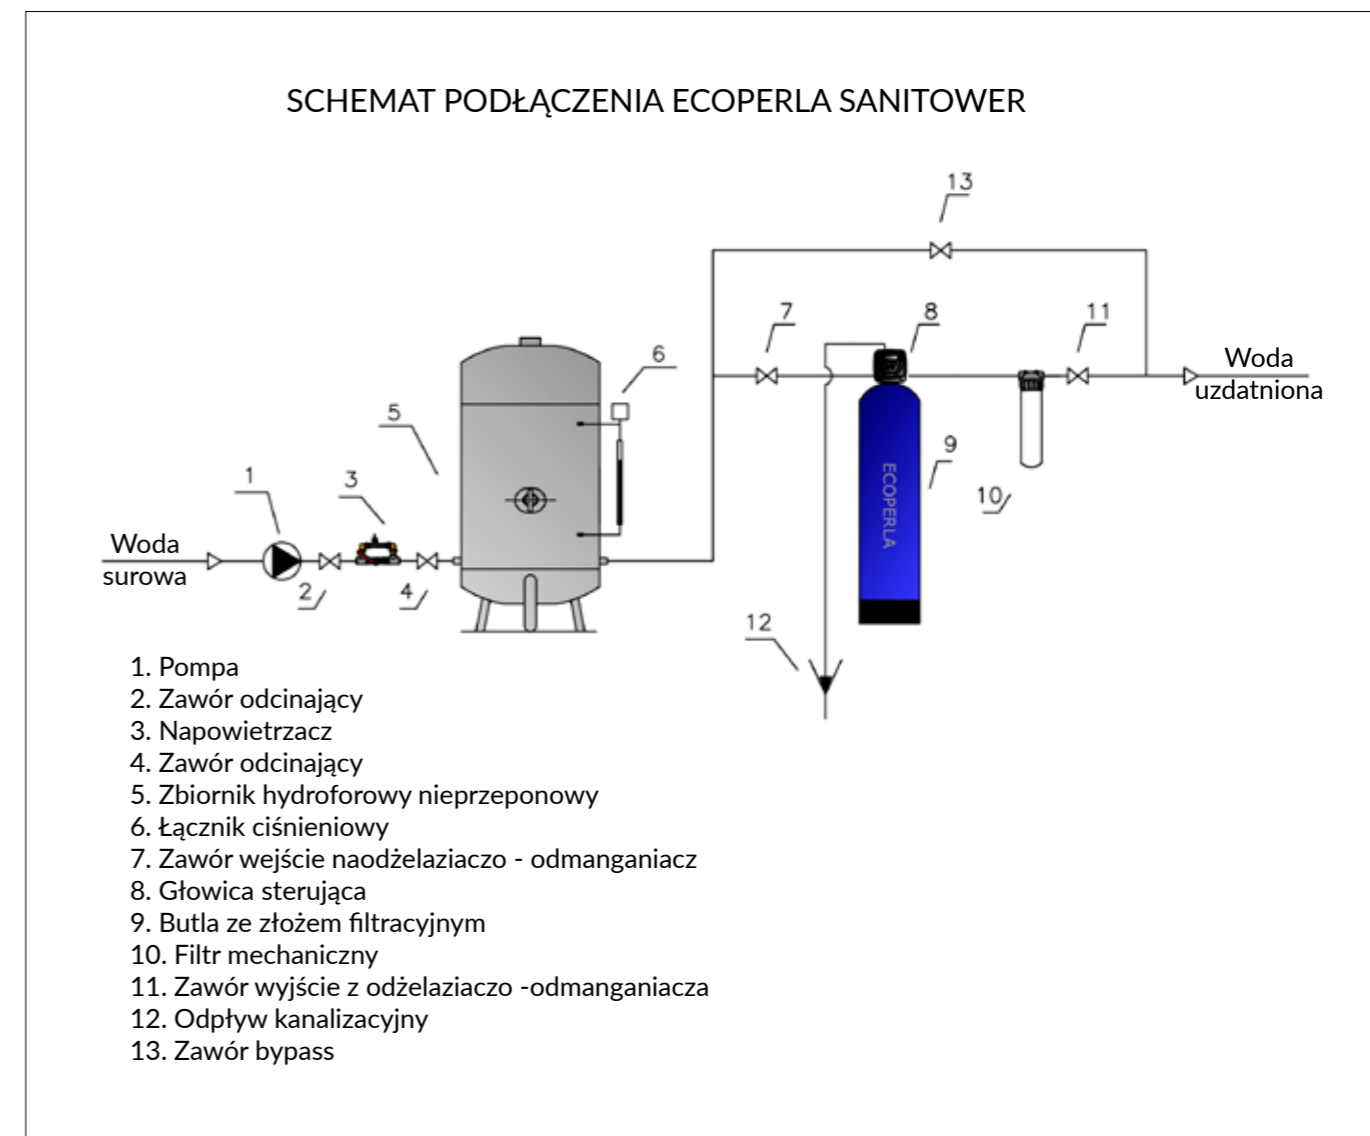 SCHEMAT PODŁĄCZENIA ECOPERLA SANITOWER
13
7
8
11
Woda
uzdatniona
6
5
9
10
ECOPERLA
1
3
Woda
surowa
2
4
12
1. Pompa
2. Zawór odcinający
3. Napowietrzacz
4. Zawór odcinający
5. Zbiornik hydroforowy nieprzeponowy
6. Łącznik ciśnieniowy
7. Zawór wejście naodżelaziaczo - odmanganiacz
8. Głowica sterująca
9. Butla ze złożem filtracyjnym
10. Filtr mechaniczny
11. Zawór wyjście z odżelaziaczo -odmanganiacza
12. Odpływ kanalizacyjny
13. Zawór bypass